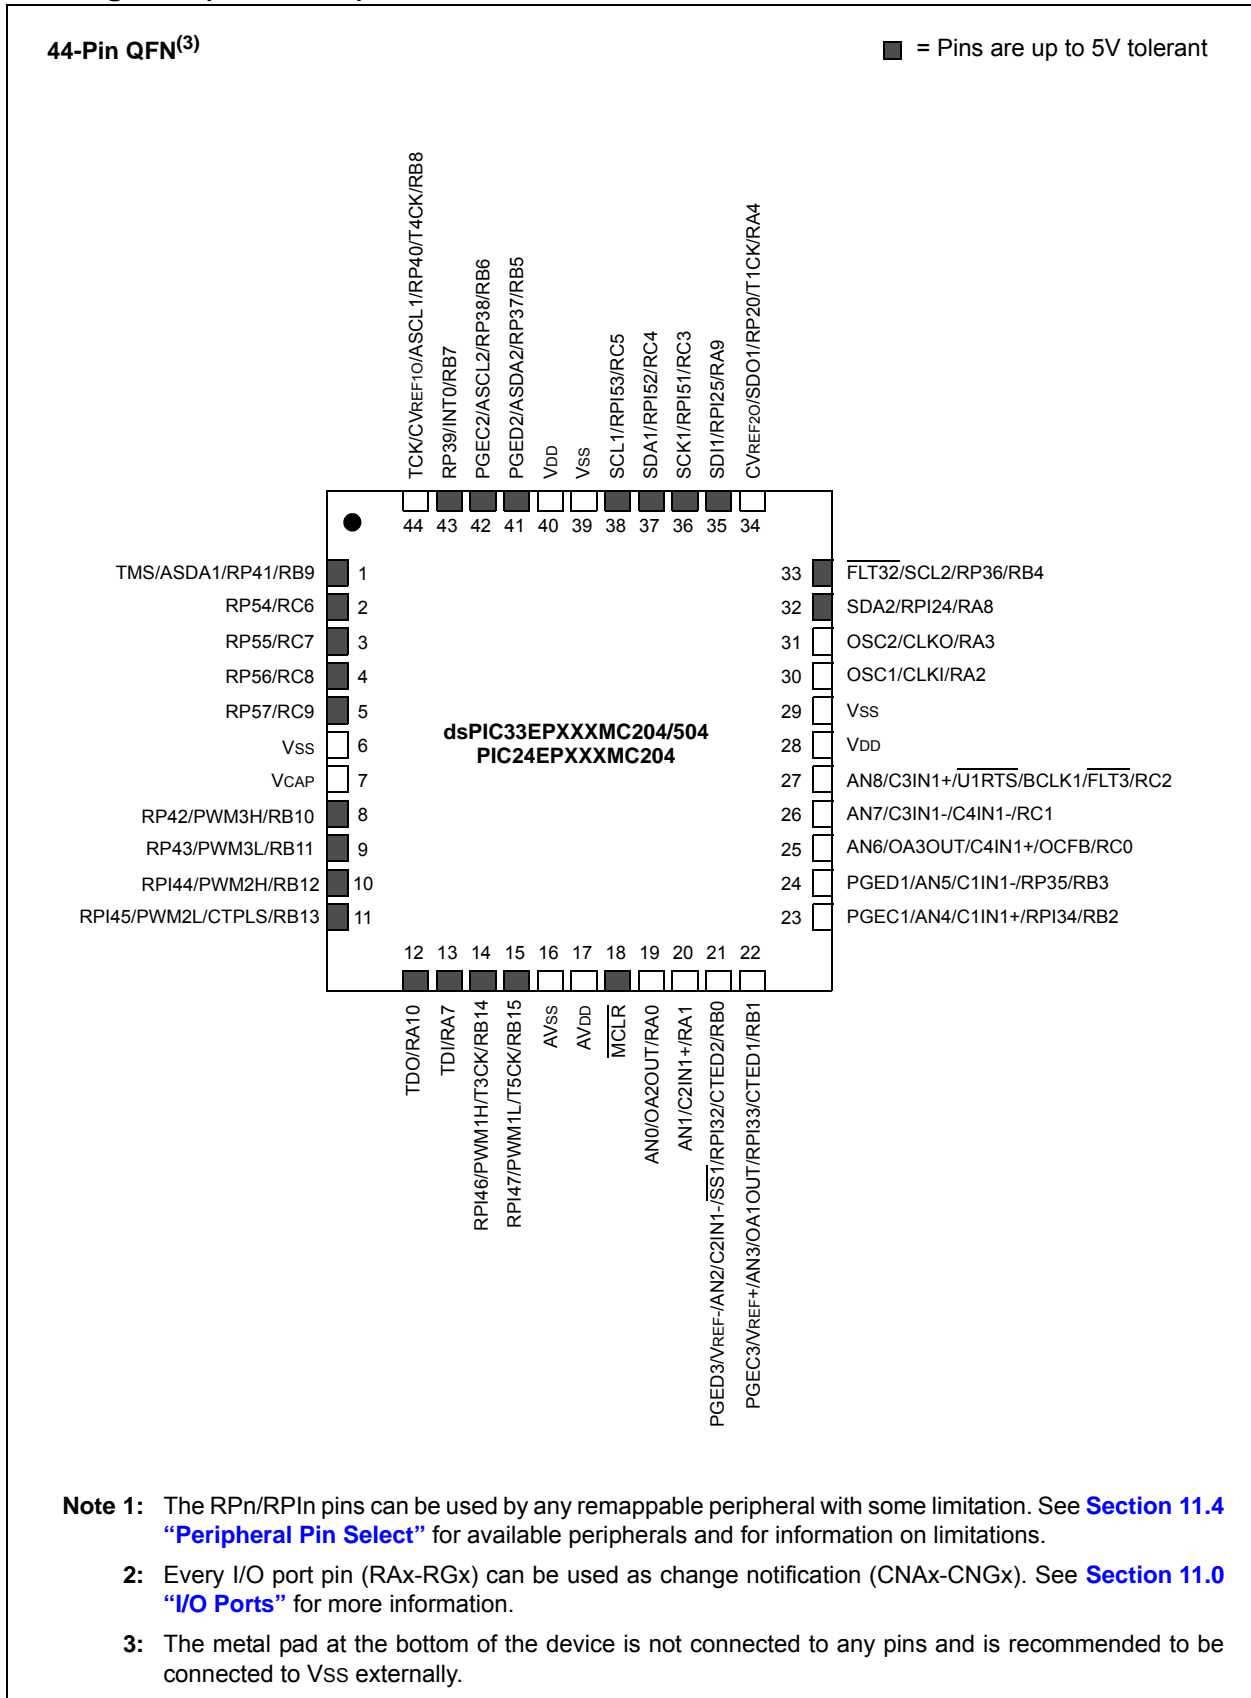 44-Pin QFN(3)
= Pins are up to 5V tolerant
TCK/CVREF1O/ASCL1/RP40/T4CK/RB8
RP39/INT0/RB7
PGEC2/ASCL2/RP38/RB6
PGED2/ASDA2/RP37/RB5
VDD
VSS
SCL1/RPI53/RC5
SDA1/RPI52/RC4
SCK1/RPI51/RC3
SDI1/RPI25/RA9
CVREF2O/SDO1/RP20/T1CK/RA4
44 43 42 41 40 39 38 37 36 35 34
TMS/ASDA1/RP41/RB9 1
RP54/RC6 2
RP55/RC7 3
RP56/RC8 4
RP57/RC9 5
VSS 6
VCAP 7
RP42/PWM3H/RB10 8
RP43/PWM3L/RB11 9
RPI44/PWM2H/RB12 10
RPI45/PWM2L/CTPLS/RB13 11
dsPIC33EPXXXMC204/504
PIC24EPXXXMC204
33 FLT32/SCL2/RP36/RB4
32 SDA2/RPI24/RA8
31 OSC2/CLKO/RA3
30 OSC1/CLKI/RA2
29 VSS
28 VDD
27 AN8/C3IN1+/U1RTS/BCLK1/FLT3/RC2
26 AN7/C3IN1-/C4IN1-/RC1
25 AN6/OA3OUT/C4IN1+/OCFB/RC0
24 PGED1/AN5/C1IN1-/RP35/RB3
23 PGEC1/AN4/C1IN1+/RPI34/RB2
12 13 14 15 16 17 18 19 20 21 22
TDO/RA10
TDI/RA7
RPI46/PWM1H/T3CK/RB14
RPI47/PWM1L/T5CK/RB15
AVSS
AVDD
MCLR
AN0/OA2OUT/RA0
AN1/C2IN1+/RA1
PGED3/VREF-/AN2/C2IN1-/SS1/RPI32/CTED2/RB0
PGEC3/VREF+/AN3/OA1OUT/RPI33/CTED1/RB1
Note 1: The RPn/RPIn pins can be used by any remappable peripheral with some limitation. See Section 11.4
“Peripheral Pin Select” for available peripherals and for information on limitations.
2: Every I/O port pin (RAx-RGx) can be used as change notification (CNAx-CNGx). See Section 11.0
“I/O Ports” for more information.
3: The metal pad at the bottom of the device is not connected to any pins and is recommended to be
connected to VSS externally.